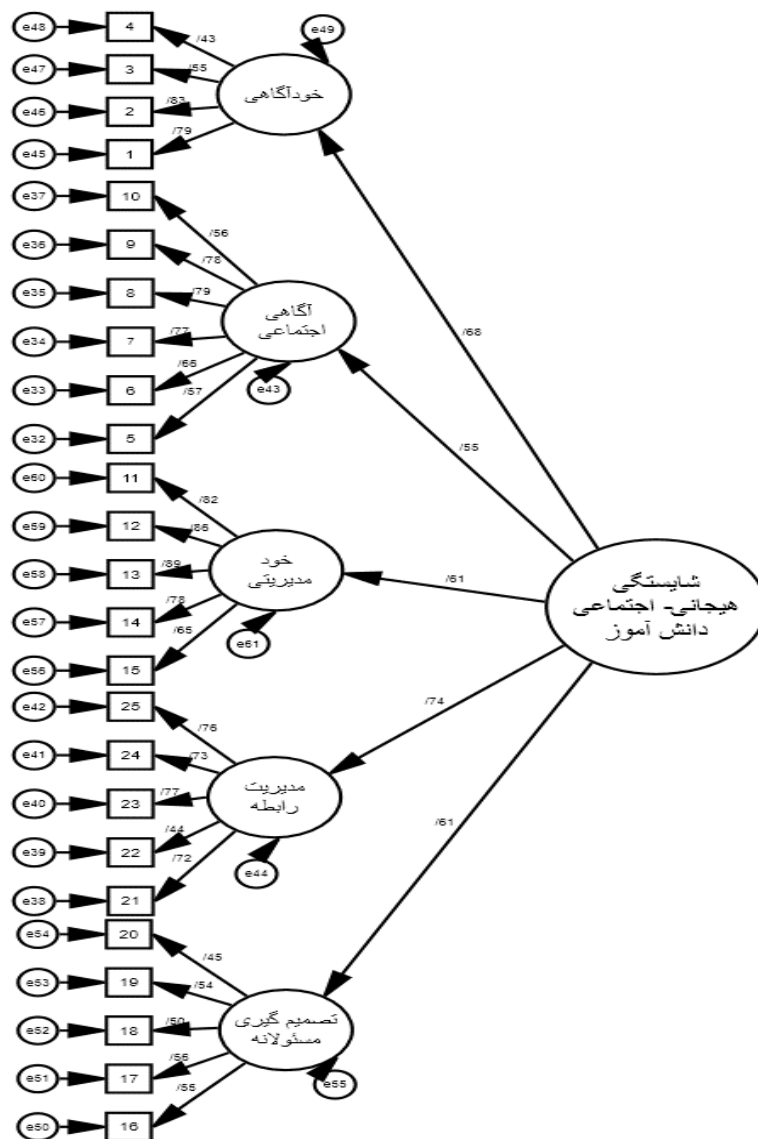 e48
4
/43
e49
e47
3
/55
خودآگاهی
e46
2
/83
e45
1
/79
e37
10
/56
e36
9
/78
e35
8
/79
آگاهی
اجتماعی
e34
7
/77
e33
6
/66
e43
e32
5
/57
/68
/55
e60
11
/82
e59
12
/86
e58
13
/89
خود
مدیریتی
e57
14
/78
e56
15
/65
e61
/61
شایستگی
هیجانی- اجتماعی
دانش آموز
e42
25
/76
e41
24
/73
e40
23
/77
مدیریت
رابطه
e39
22
/44
e38
21
/72
e44
/74
/61
e54
20
/45
e53
19
/54
e52
18
/50
تصمیم گیری
مسئولانه
e51
17
/56
e50
16
/55
e55